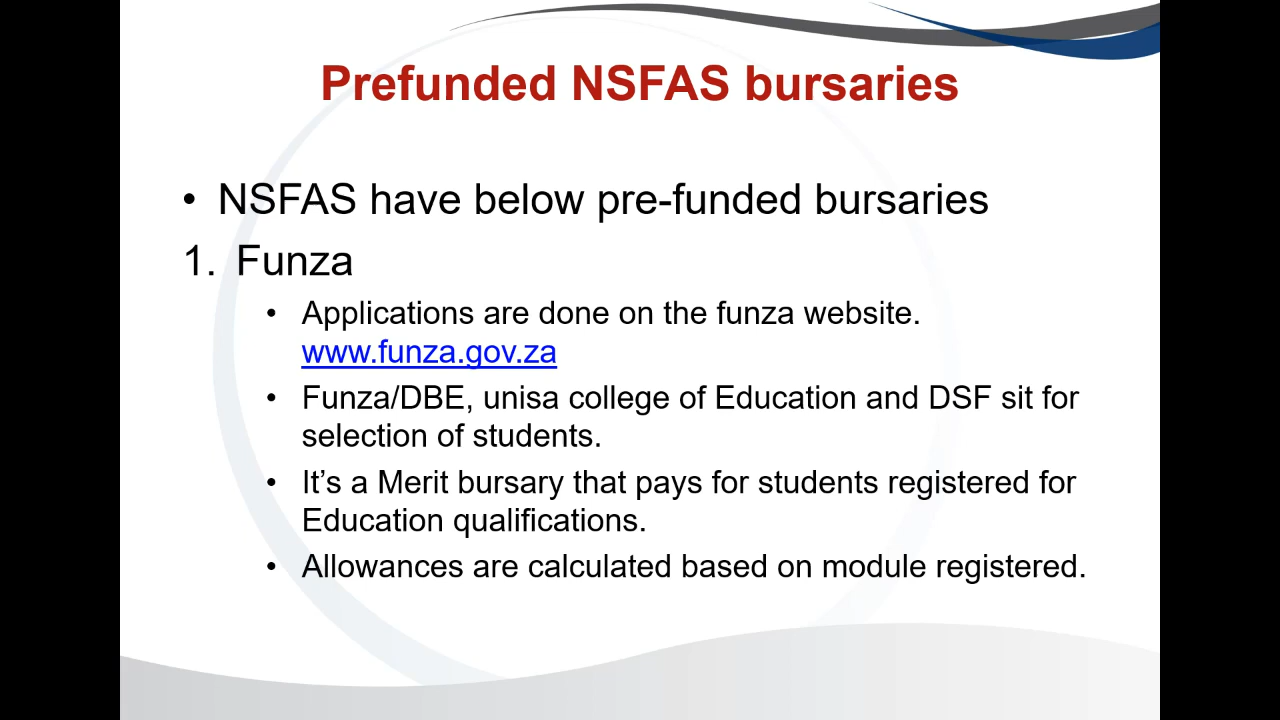 Prefunded NSFAS bursaries
• NSFAS have below pre-funded bursaries
1. Funza
• Applications are done on the funza website.
www.funza.gov.za
• Funza/DBE, unisa college of Education and DSF sit for
selection of students.
• It’s a Merit bursary that pays for students registered for
Education qualifications.
• Allowances are calculated based on module registered.